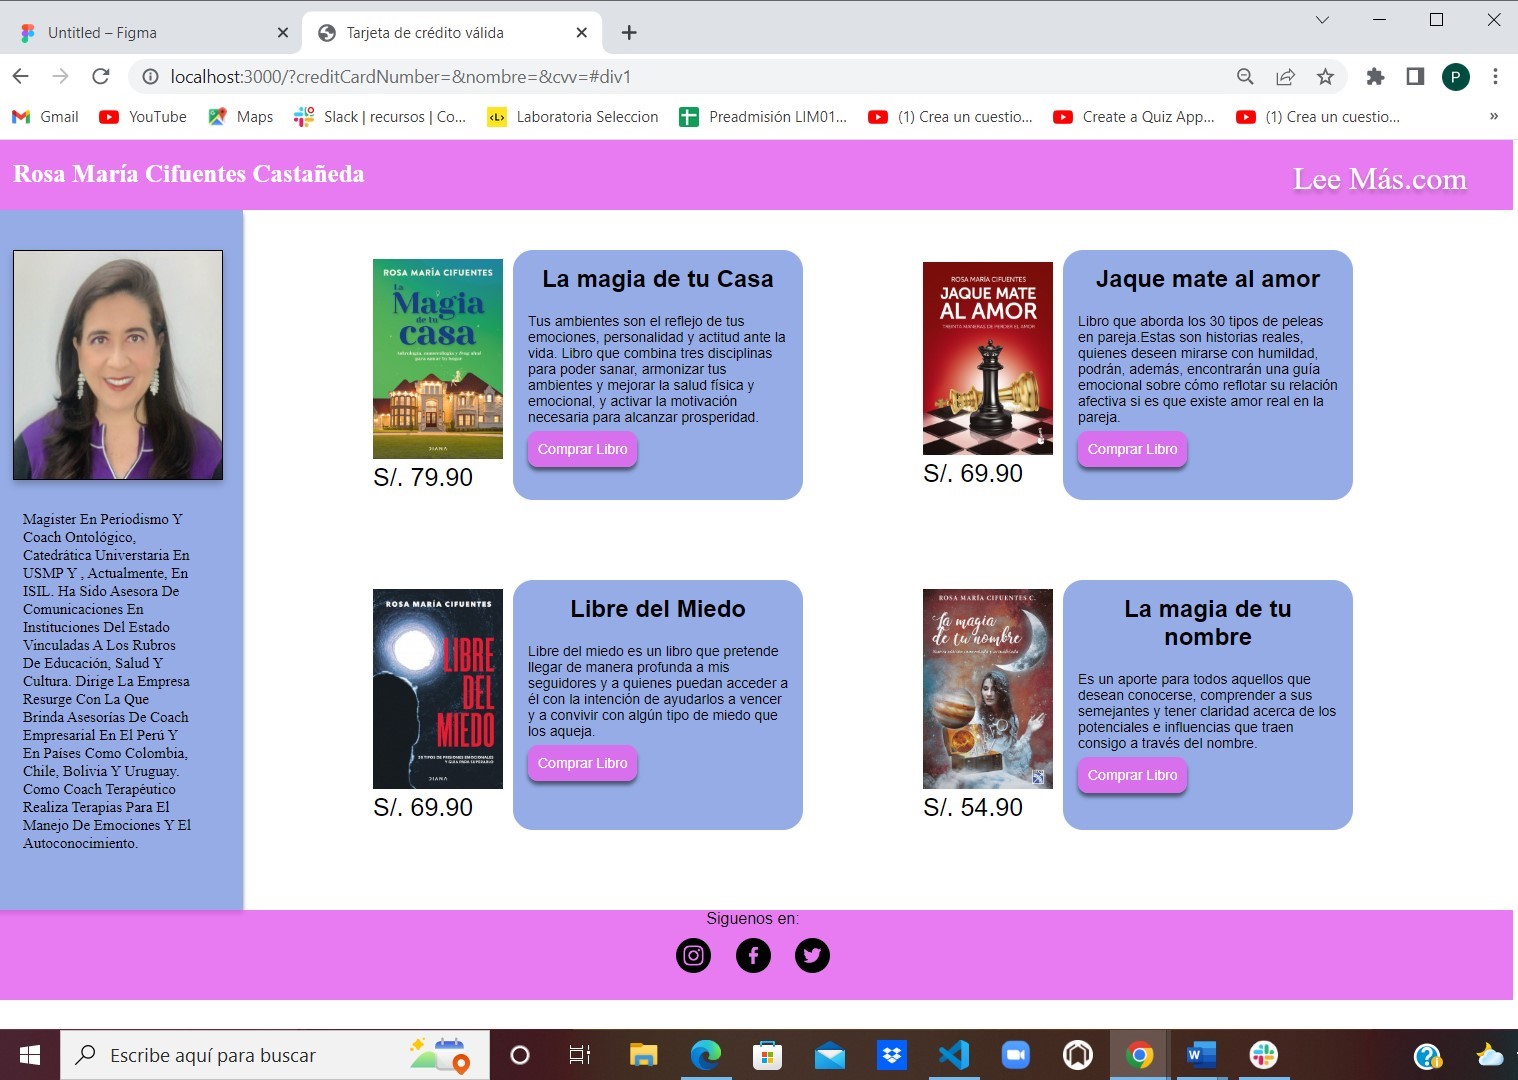 Untitled – Figma
Tarjeta de crédito válida
localhost:3000/?creditCardNumber=&nombre=&cvv=#div1
P
Gmail
YouTube
Maps
Slack | recursos | Co...
Laboratoria Seleccion
Preadmisión LIM01...
(1) Crea un cuestio...
Create a Quiz App...
(1) Crea un cuestio...
»
Rosa María Cifuentes Castañeda
Lee Más.com
Magister En Periodismo Y
Coach Ontológico,
Catedrática Universtaria En
USMP Y , Actualmente, En
ISIL. Ha Sido Asesora De
Comunicaciones En
Instituciones Del Estado
Vinculadas A Los Rubros
De Educación, Salud Y
Cultura. Dirige La Empresa
Resurge Con La Que
Brinda Asesorías De Coach
Empresarial En El Perú Y
En Países Como Colombia,
Chile, Bolivia Y Uruguay.
Como Coach Terapéutico
Realiza Terapias Para El
Manejo De Emociones Y El
Autoconocimiento.
ROSA MARÍA CIFUENTES
La
Magia
de tu
casa
DIANA
S/. 79.90
La magia de tu Casa
Tus ambientes son el reflejo de tus
emociones, personalidad y actitud ante la
vida. Libro que combina tres disciplinas
para poder sanar, armonizar tus
ambientes y mejorar la salud física y
emocional, y activar la motivación
necesaria para alcanzar prosperidad.
Comprar Libro
ROSA MARÍA CIFUENTES
JAQUE MATE
AL AMOR
TREINTA MANERAS DE PERDER EL AMOR
S/. 69.90
Jaque mate al amor
Libro que aborda los 30 tipos de peleas
en pareja.Estas son historias reales,
quienes deseen mirarse con humildad,
podrán, además, encontrarán una guía
emocional sobre cómo reflotar su relación
afectiva si es que existe amor real en la
pareja.
Comprar Libro
ROSA MARÍA CIFUENTES
LIBRE
DEL
MIEDO
DIANA
S/. 69.90
Libre del Miedo
Libre del miedo es un libro que pretende
llegar de manera profunda a mis
seguidores y a quienes puedan acceder a
él con la intención de ayudarlos a vencer
y a convivir con algún tipo de miedo que
los aqueja.
Comprar Libro
ROSA MARÍA CIFUENTES C.
La magia
de tu nombre
S/. 54.90
La magia de tu
nombre
Es un aporte para todos aquellos que
desean conocerse, comprender a sus
semejantes y tener claridad acerca de los
potenciales e influencias que traen
consigo a través del nombre.
Comprar Libro
Siguenos en:
Escribe aquí para buscar